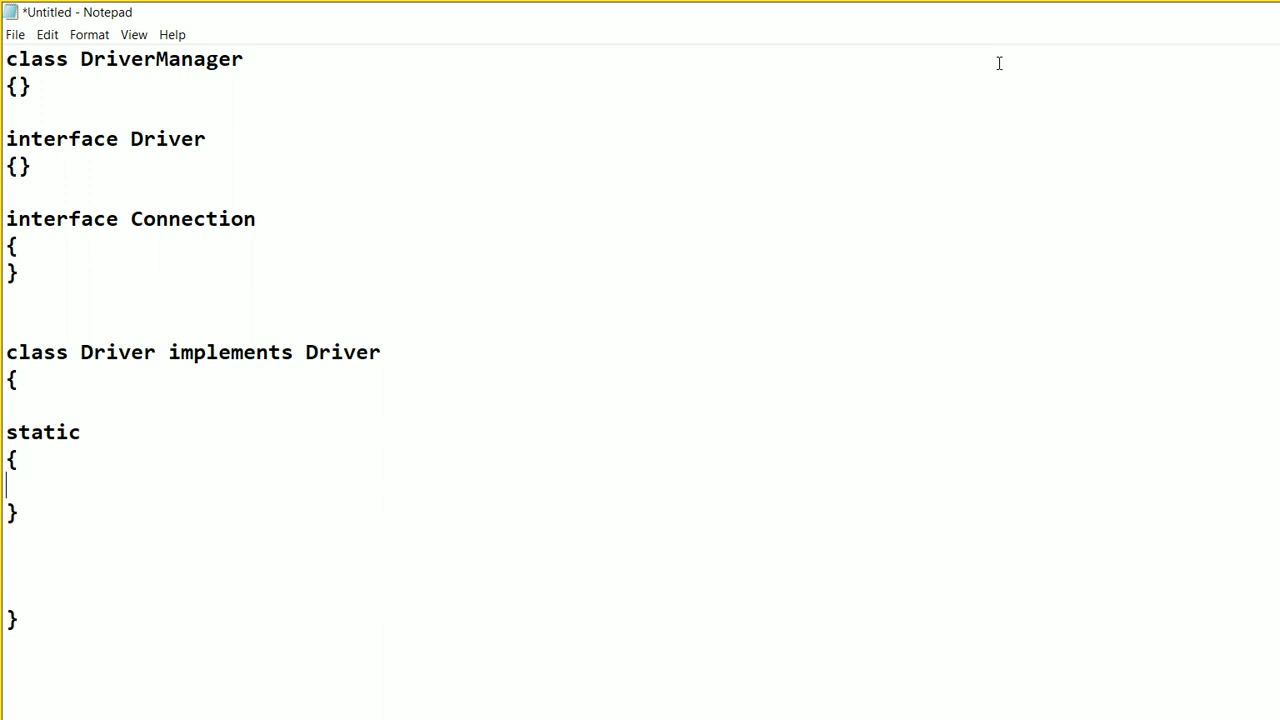 *Untitled - Notepad
File Edit Format View Help
class DriverManager
{}
interface Driver
{}
interface Connection
{
}
class Driver implements Driver
{
static
{
}
}